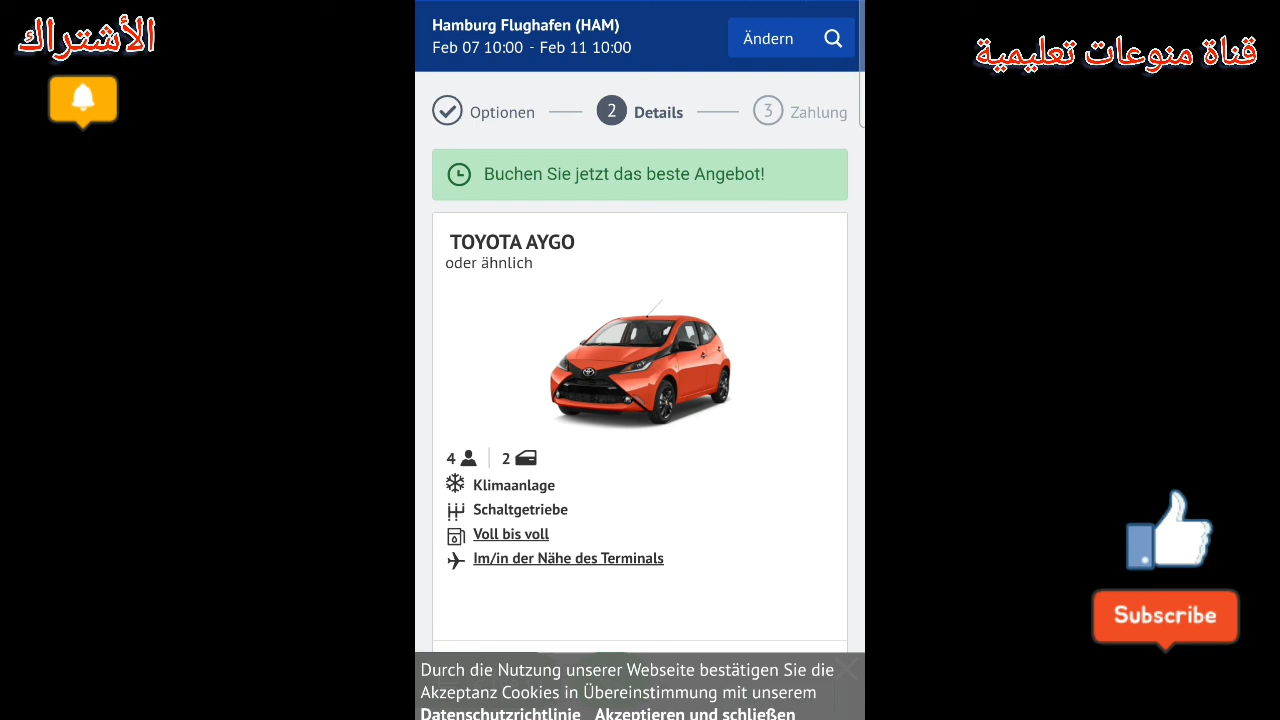 الأشتراك
قناة منوعات تعليمية
Hamburg Flughafen (HAM)
Feb 07 10:00 - Feb 11 10:00
Ändern
Optionen
2 Details
3 Zahlung
Buchen Sie jetzt das beste Angebot!
TOYOTA AYGO
oder ähnlich
4
2
Klimaanlage
Schaltgetriebe
Voll bis voll
Im/in der Nähe des Terminals
Subscribe
Durch die Nutzung unserer Webseite bestätigen Sie die
Akzeptanz Cookies in Übereinstimmung mit unserem
Datenschutzrichtlinie Akzeptieren und schließen